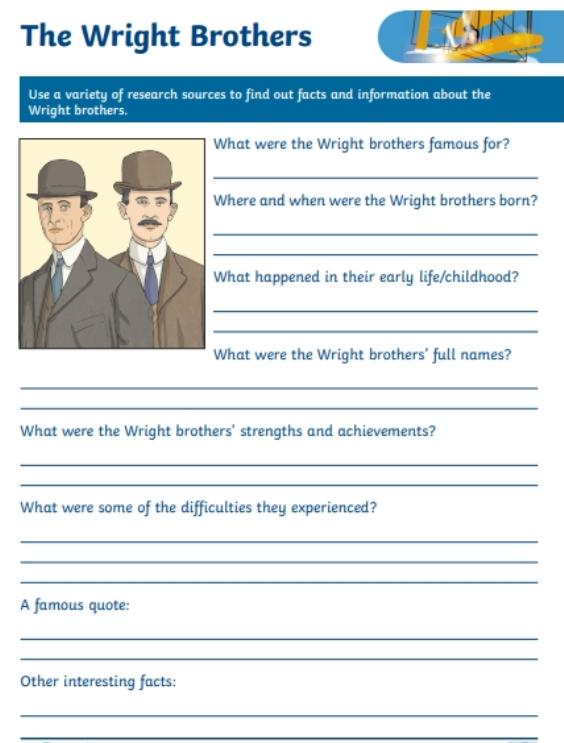 The Wright Brothers
Use a variety of research sources to find out facts and information about the
Wright brothers.
What were the Wright brothers famous for?
Where and when were the Wright brothers born?
What happened in their early life/childhood?
What were the Wright brothers’ full names?
What were the Wright brothers’ strengths and achievements?
What were some of the difficulties they experienced?
A famous quote:
Other interesting facts: